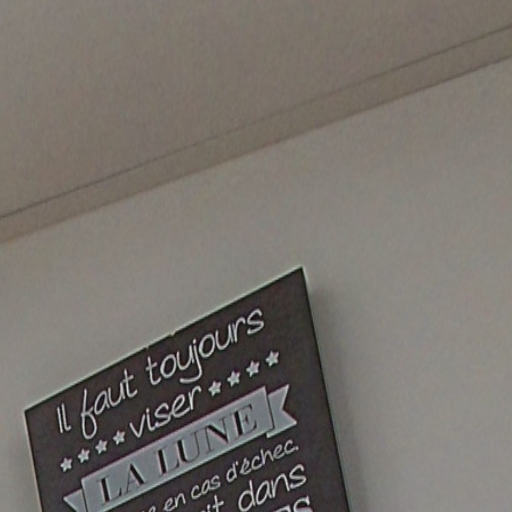 Il faut toujours
viser
LA LUNE
en cas d'échec.
dans